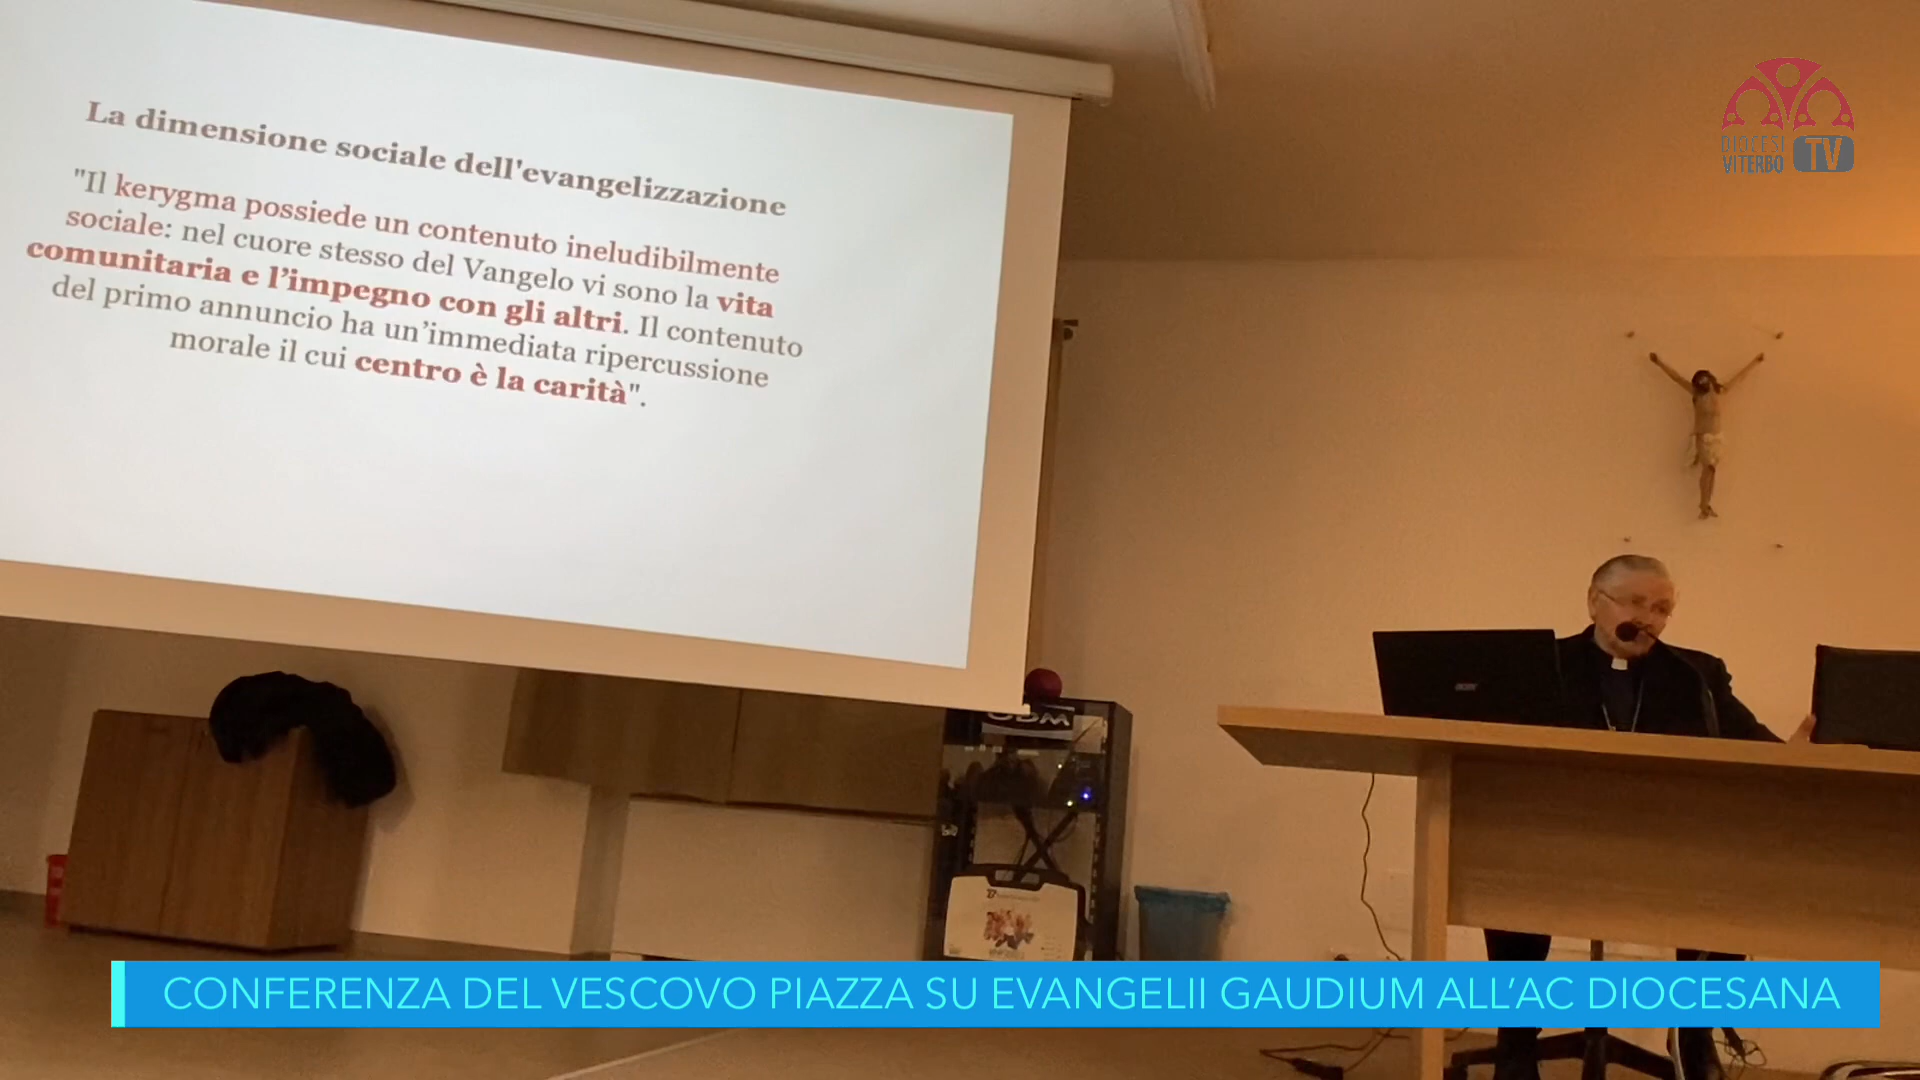 La dimensione sociale dell'evangelizzazione
"Il kerygma possiede un contenuto ineludibilmente
sociale: nel cuore stesso del Vangelo vi sono la vita
comunitaria e l’impegno con gli altri. Il contenuto
del primo annuncio ha un’immediata ripercussione
morale il cui centro è la carità".
DIOCESI
VITERBO TV
acer
CONFERENZA DEL VESCOVO PIAZZA SU EVANGELII GAUDIUM ALL’AC DIOCESANA